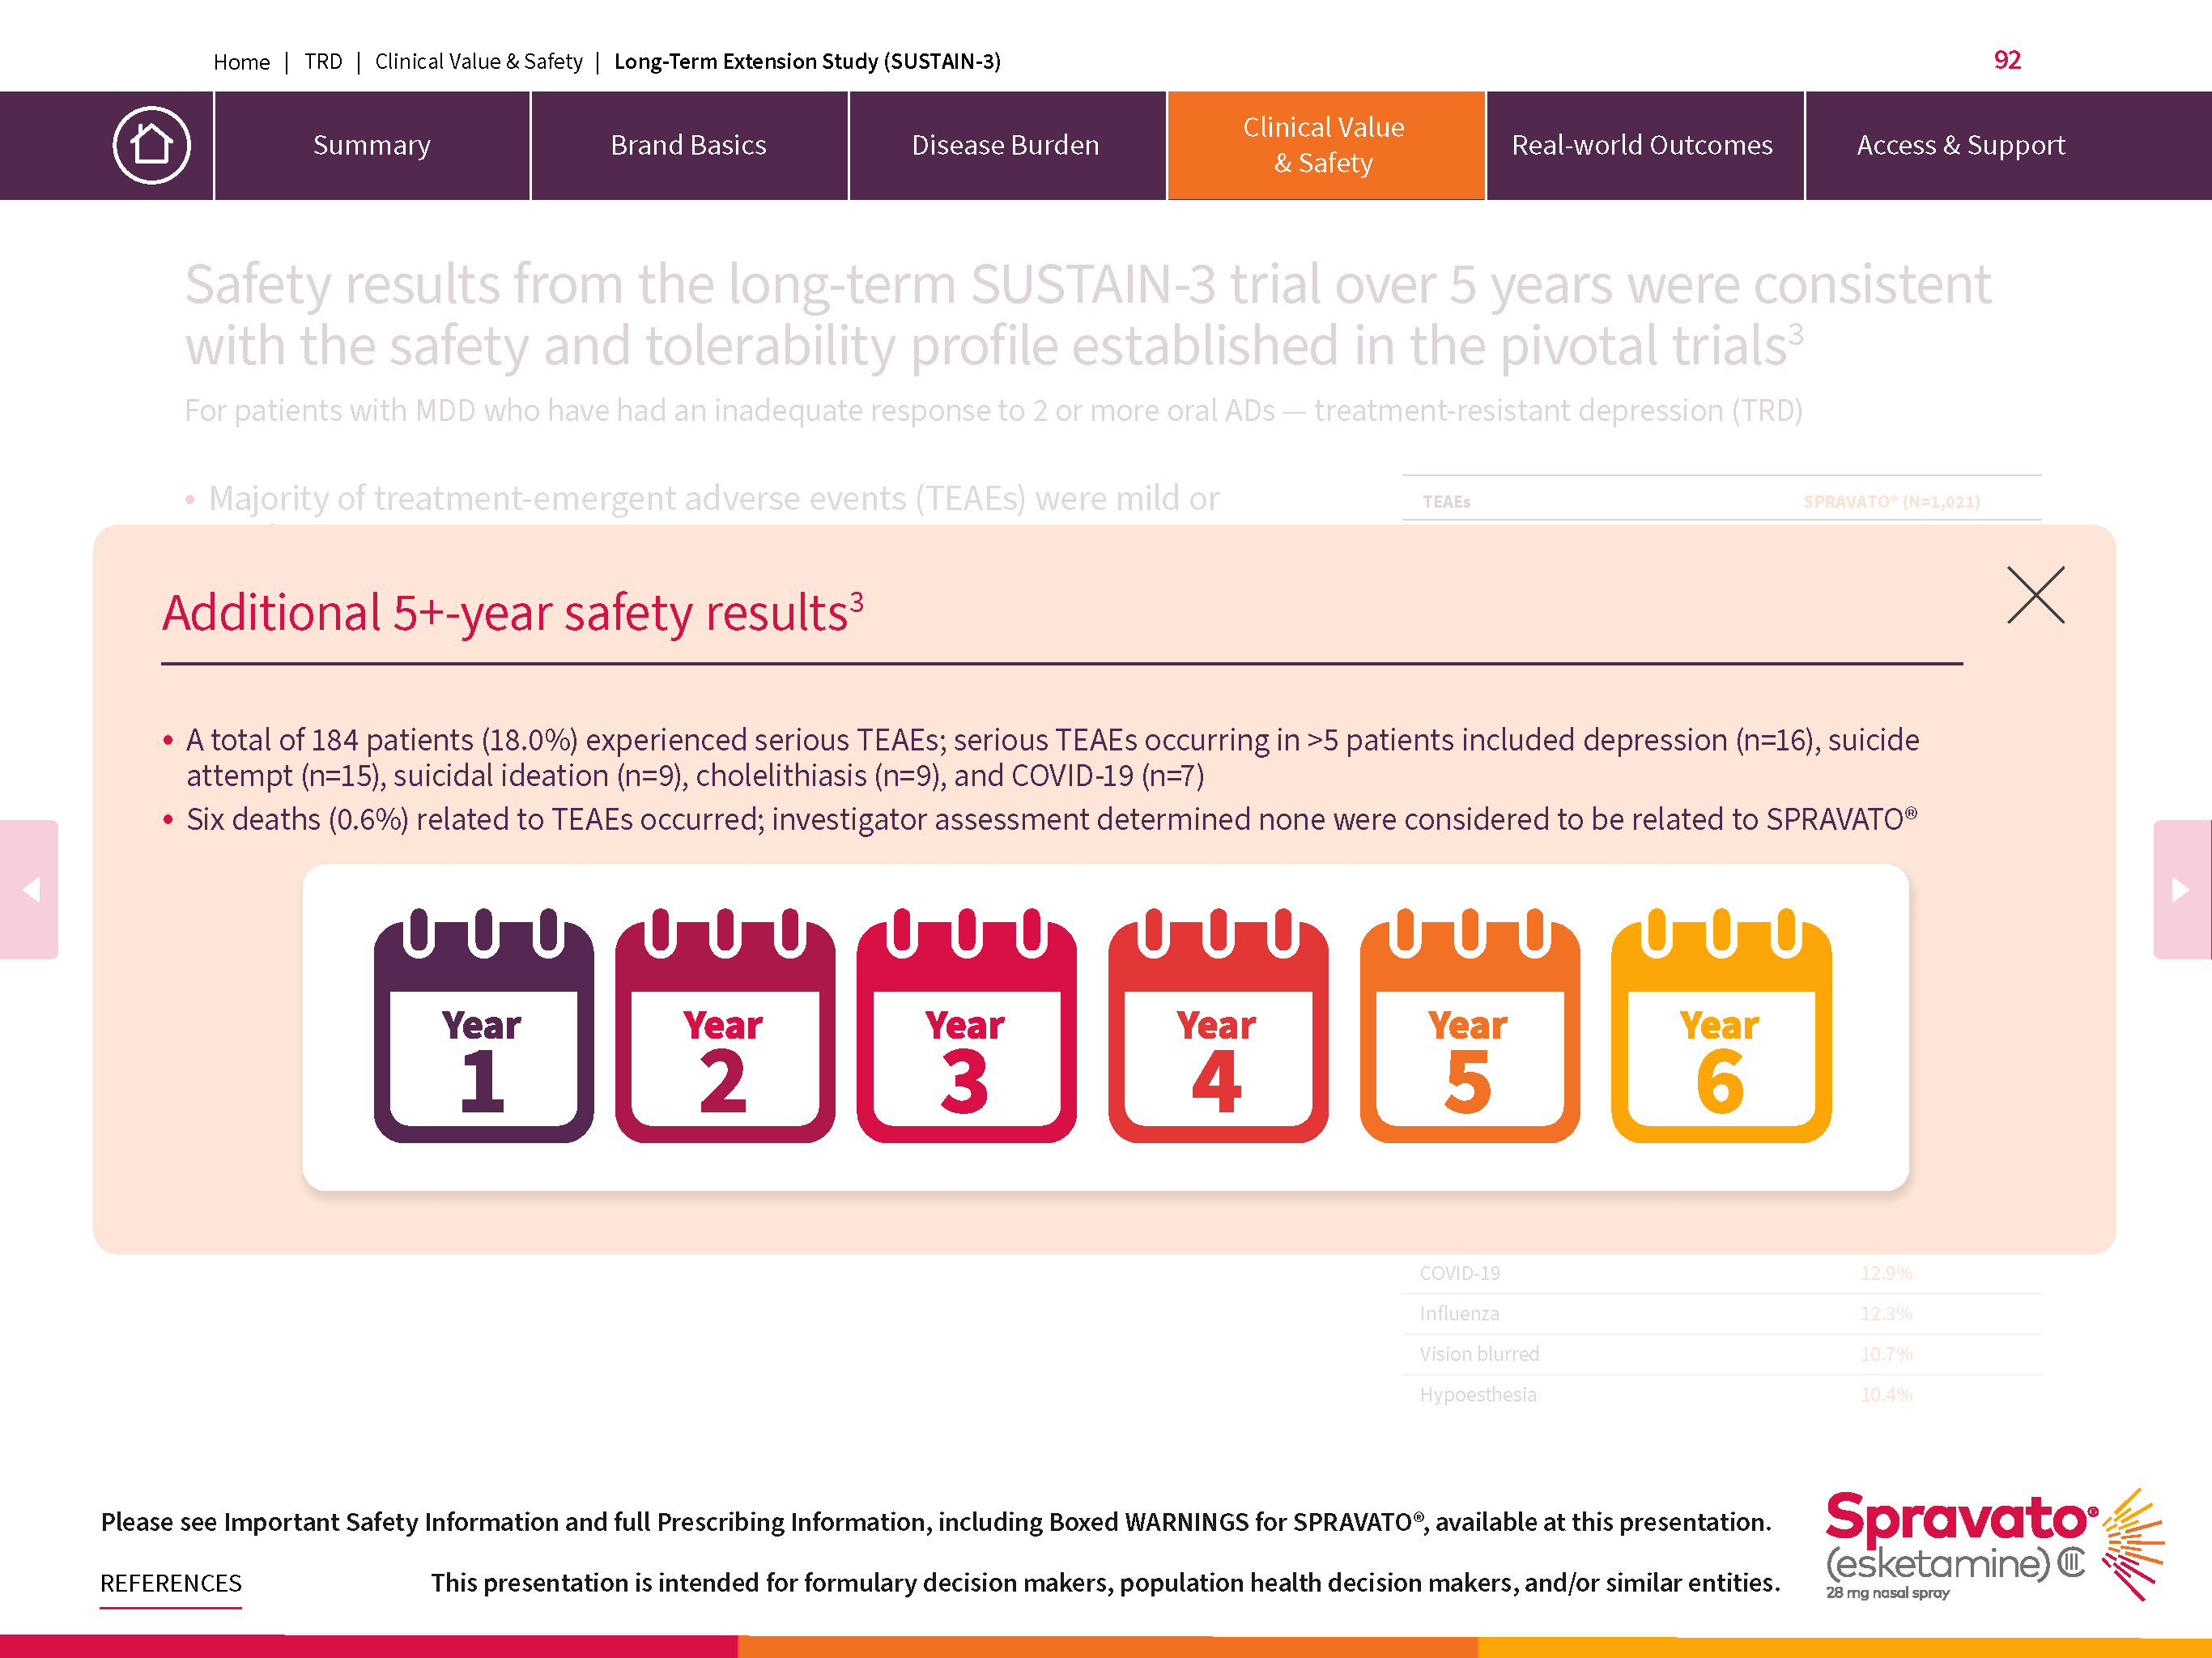 Home | TRD | Clinical Value & Safety | Long-Term Extension Study (SUSTAIN-3)
92
Summary
Brand Basics
Disease Burden
Clinical Value
& Safety
Real-world Outcomes
Access & Support
Safety results from the long-term SUSTAIN-3 trial over 5 years were consistent
with the safety and tolerability profile established in the pivotal trials³
For patients with MDD who have had an inadequate response to 2 or more oral ADs — treatment-resistant depression (TRD)
• Majority of treatment-emergent adverse events (TEAEs) were mild or
TEAEs SPRAVATO® (N=1,021)
Additional 5+-year safety results³
• A total of 184 patients (18.0%) experienced serious TEAEs; serious TEAEs occurring in >5 patients included depression (n=16), suicide
attempt (n=15), suicidal ideation (n=9), cholelithiasis (n=9), and COVID-19 (n=7)
• Six deaths (0.6%) related to TEAEs occurred; investigator assessment determined none were considered to be related to SPRAVATO®
Year
1
Year
2
Year
3
Year
4
Year
5
Year
6
COVID-19 12.9%
Influenza 12.3%
Vision blurred 10.7%
Hypoesthesia 10.4%
Please see Important Safety Information and full Prescribing Information, including Boxed WARNINGS for SPRAVATO®, available at this presentation.
REFERENCES
This presentation is intended for formulary decision makers, population health decision makers, and/or similar entities.
Spravato®
(esketamine) CIII
28 mg nasal spray